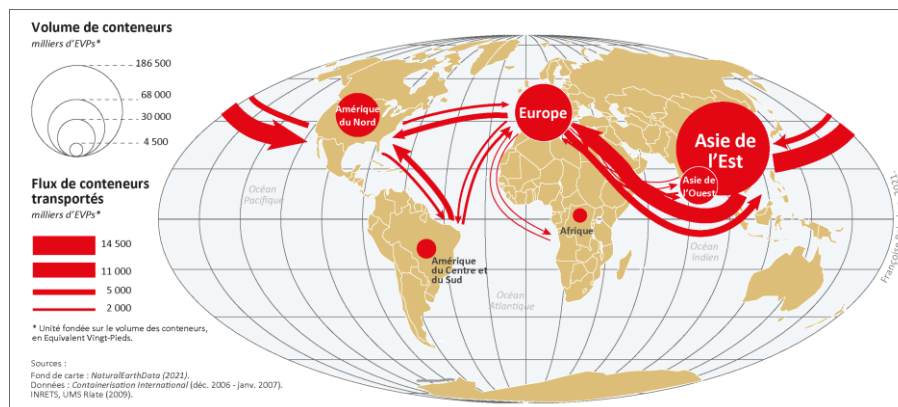 Volume de conteneurs
milliers d'EVPs*
186 500
68 000
30 000
4 500
Flux de conteneurs
transportés
milliers d'EVPs*
14 500
11 000
5 000
2 000
* Unité fondée sur le volume des conteneurs,
en Equivalent Vingt-Pieds.
Sources :
Fond de carte : NaturalEarthData (2021).
Données : Containerisation International (déc. 2006 - janv. 2007).
INRETS, UMS Riate (2009).
Amérique
du Nord
Europe
Asie de
l'Est
Asie de
l'Ouest
Afrique
Amérique
du Centre et
du Sud
Océan
Pacifique
Océan
Atlantique
Océan
Indien
Françoise
2021